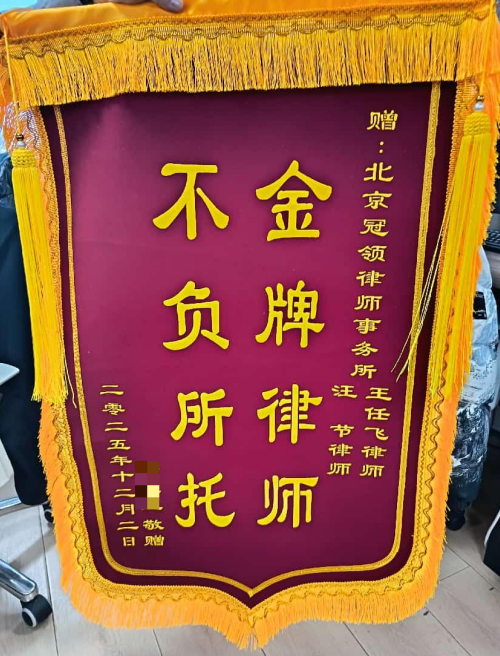 赠：北京冠领律师事务所
王任飞律师
汪 节律师
金牌律师
不负所托
敬赠
二零二五年十二月二日